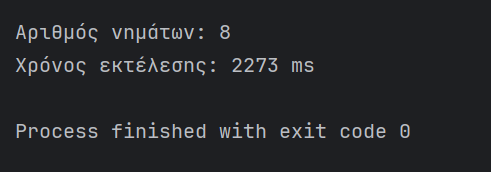 Αριθμός νημάτων: 8
Χρόνος εκτέλεσης: 2273 ms
Process finished with exit code 0